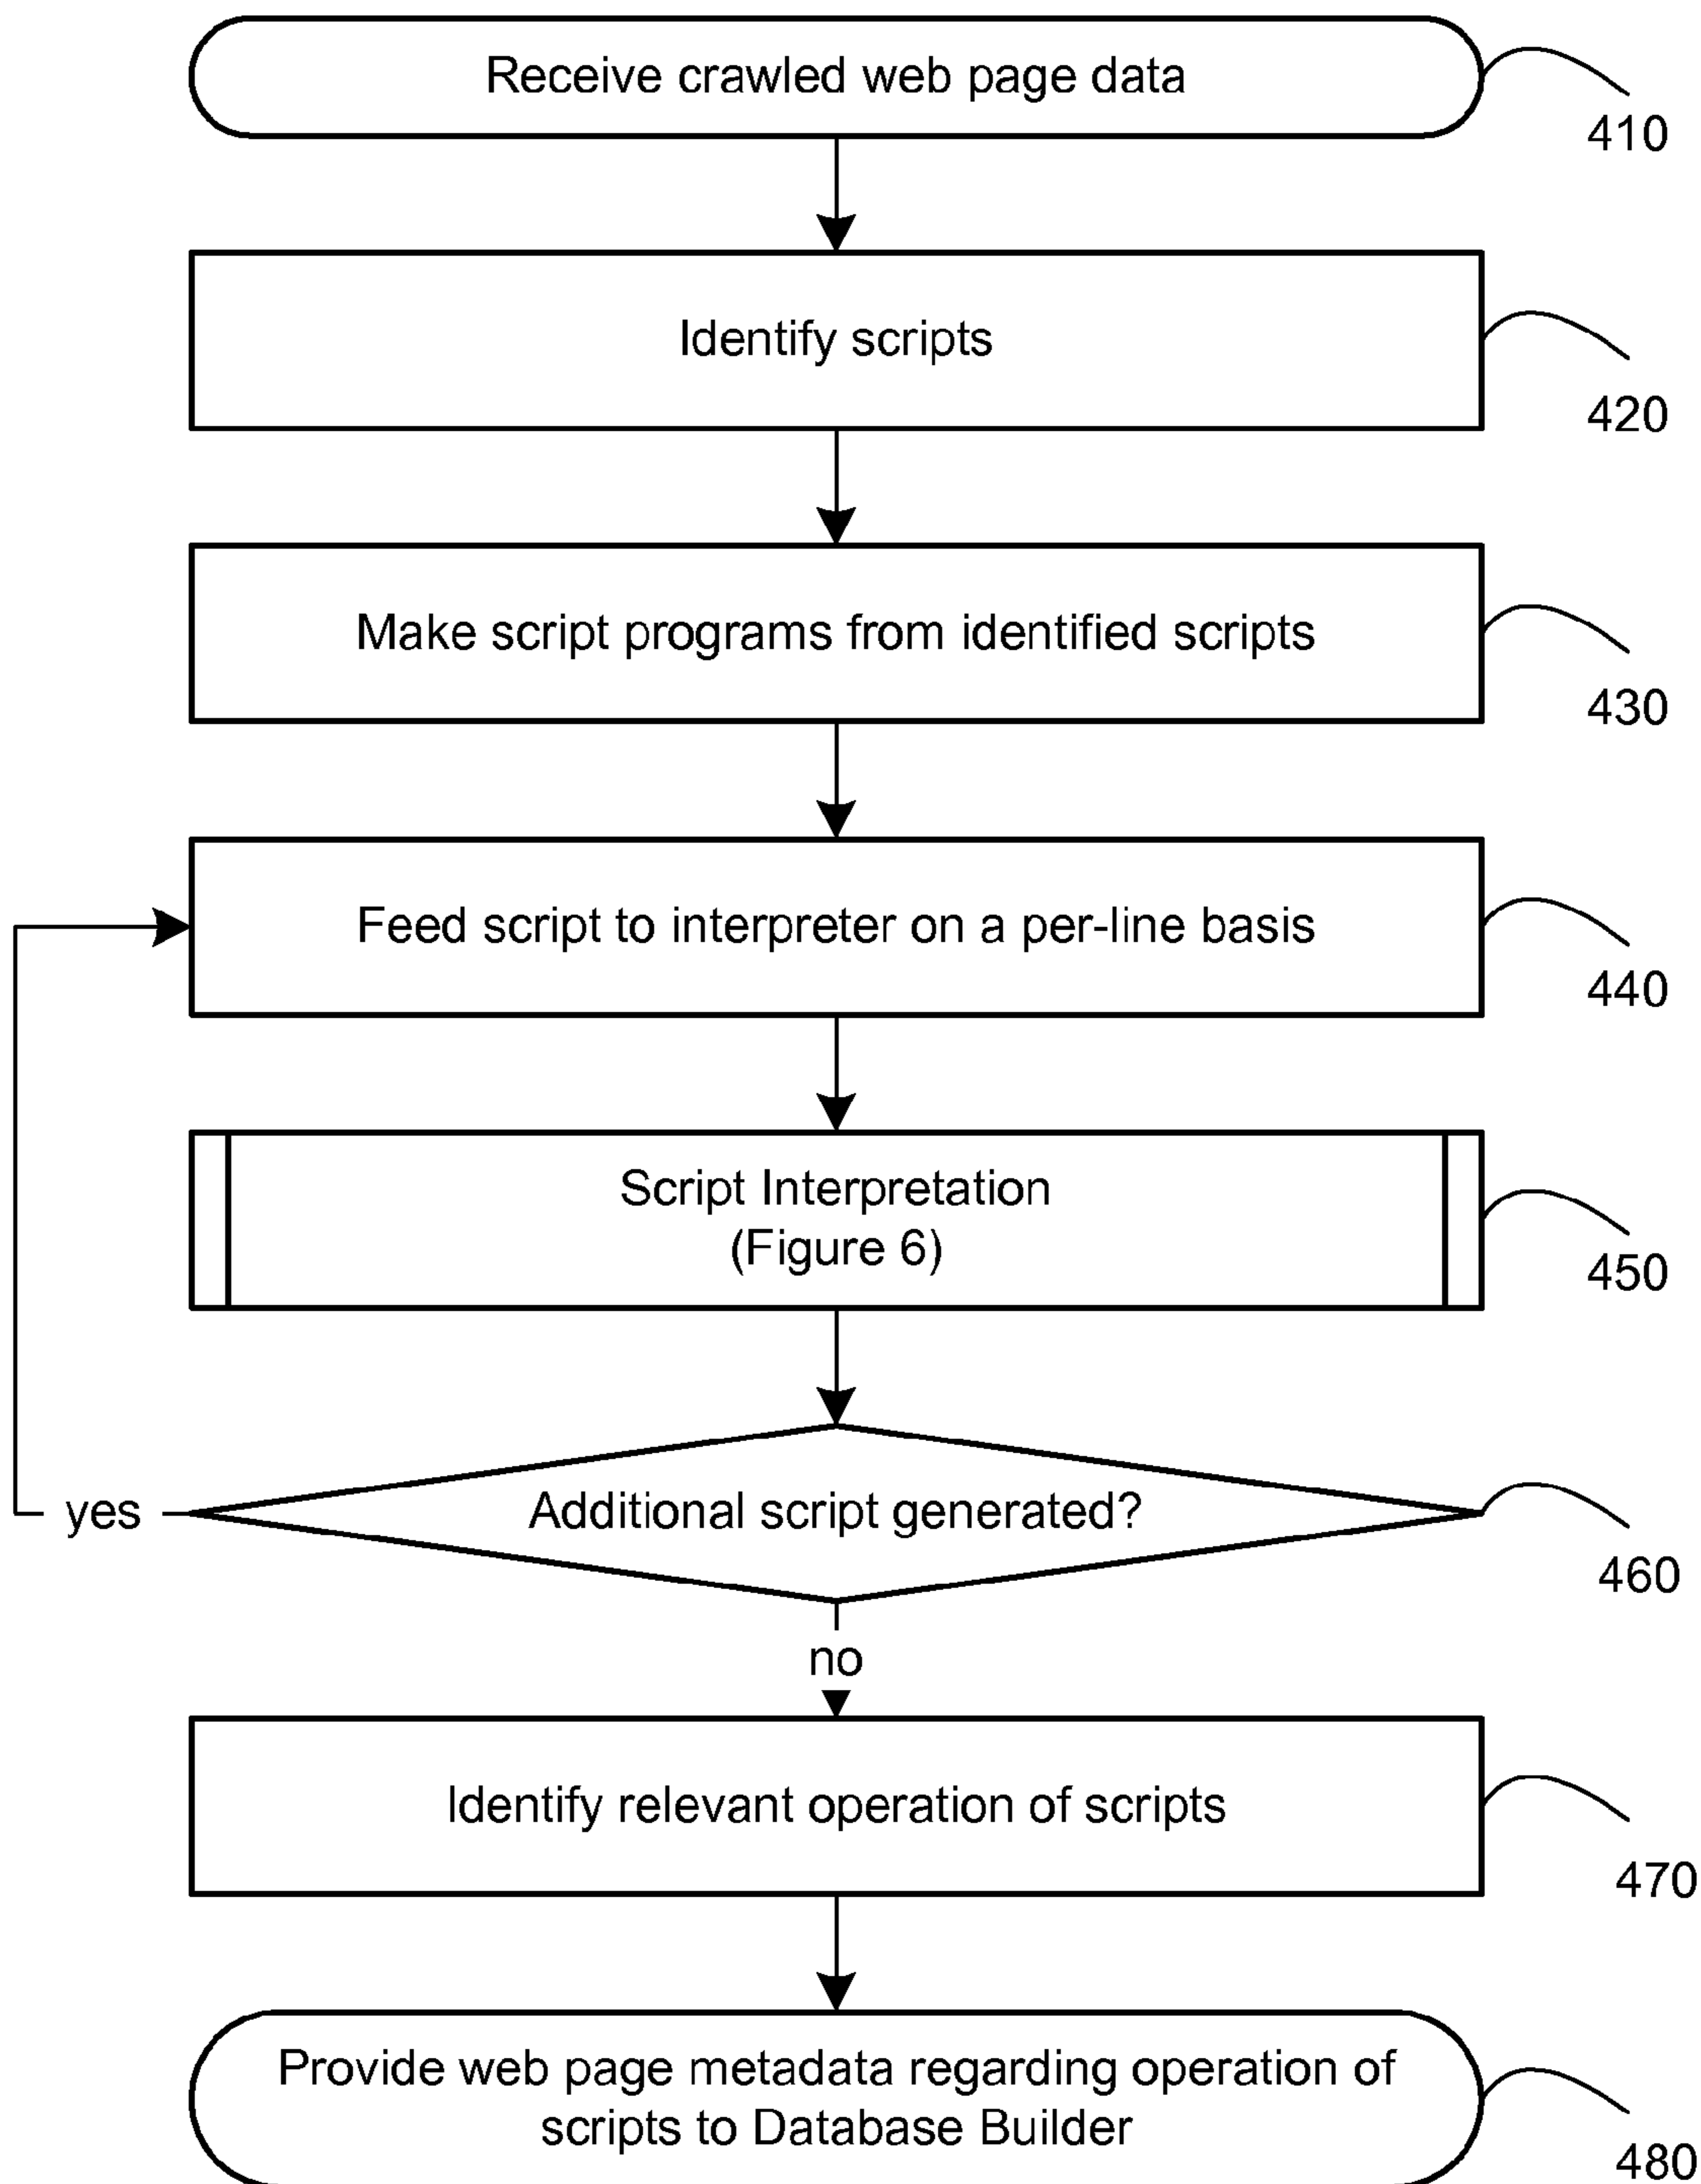 Receive crawled web page data
410
Identify scripts
420
Make script programs from identified scripts
430
Feed script to interpreter on a per-line basis
440
Script Interpretation
(Figure 6)
450
Additional script generated?
yes
460
no
Identify relevant operation of scripts
470
Provide web page metadata regarding operation of
scripts to Database Builder
480